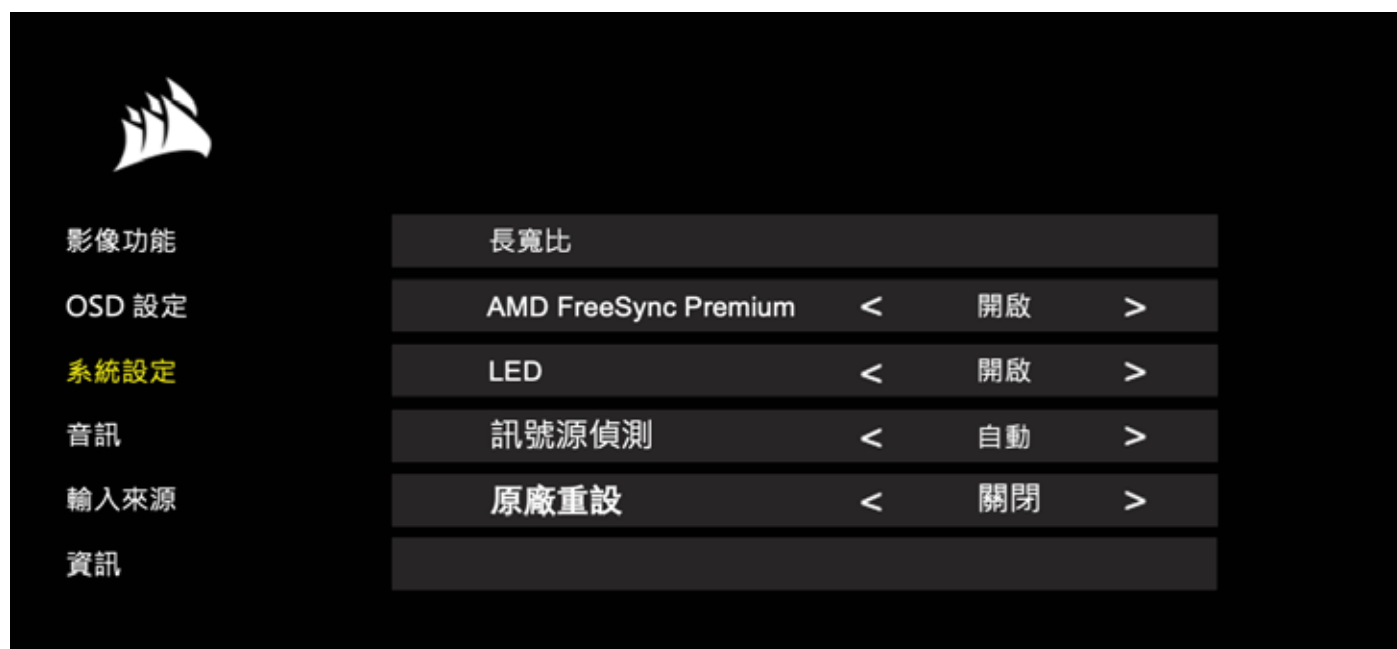 影像功能 長寬比
OSD 設定 AMD FreeSync Premium < 開啟 >
系統設定 LED < 開啟 >
音訊 訊號源偵測 < 自動 >
輸入來源 原廠重設 < 關閉 >
資訊